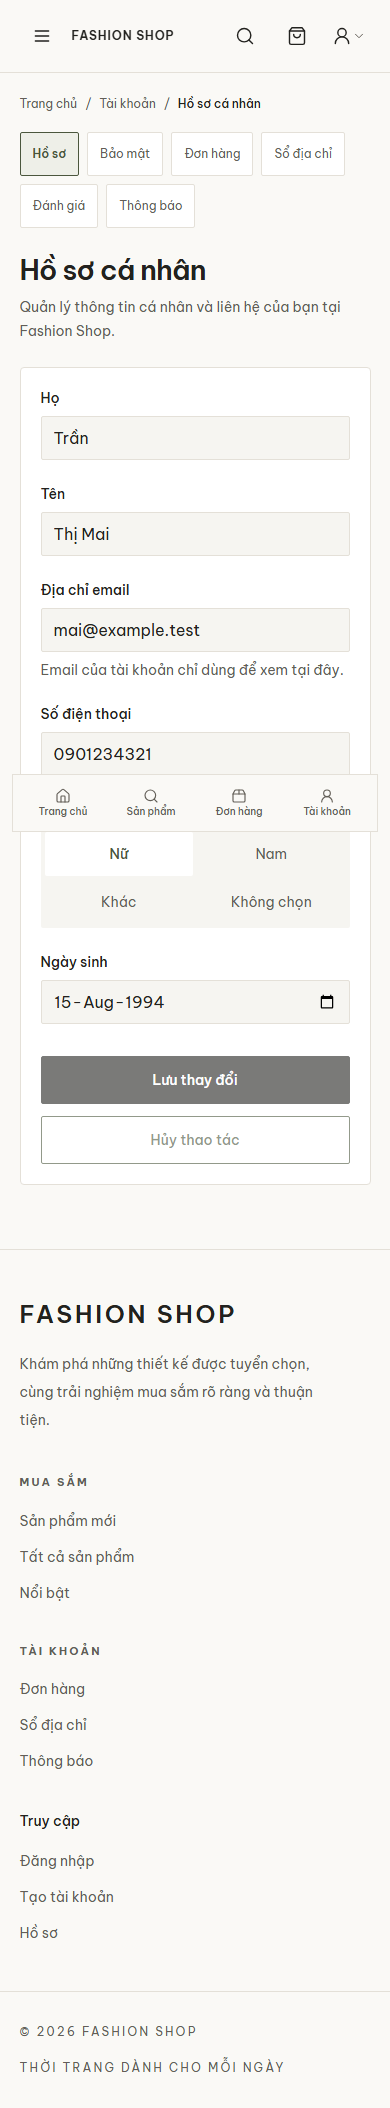 FASHION SHOP
Trang chủ / Tài khoản / Hồ sơ cá nhân
Hồ sơ Bảo mật Đơn hàng Sổ địa chỉ
Đánh giá Thông báo
Hồ sơ cá nhân
Quản lý thông tin cá nhân và liên hệ của bạn tại
Fashion Shop.
Họ
Trần
Tên
Thị Mai
Địa chỉ email
mai@example.test
Email của tài khoản chỉ dùng để xem tại đây.
Số điện thoại
0901234321
Trang chủ Sản phẩm Đơn hàng Tài khoản
Nữ Nam
Khác Không chọn
Ngày sinh
15-Aug-1994
Lưu thay đổi
Hủy thao tác
FASHION SHOP
Khám phá những thiết kế được tuyển chọn,
cùng trải nghiệm mua sắm rõ ràng và thuận
tiện.
MUA SẮM
Sản phẩm mới
Tất cả sản phẩm
Nổi bật
TÀI KHOẢN
Đơn hàng
Sổ địa chỉ
Thông báo
Truy cập
Đăng nhập
Tạo tài khoản
Hồ sơ
© 2026 FASHION SHOP
THỜI TRANG DÀNH CHO MỖI NGÀY